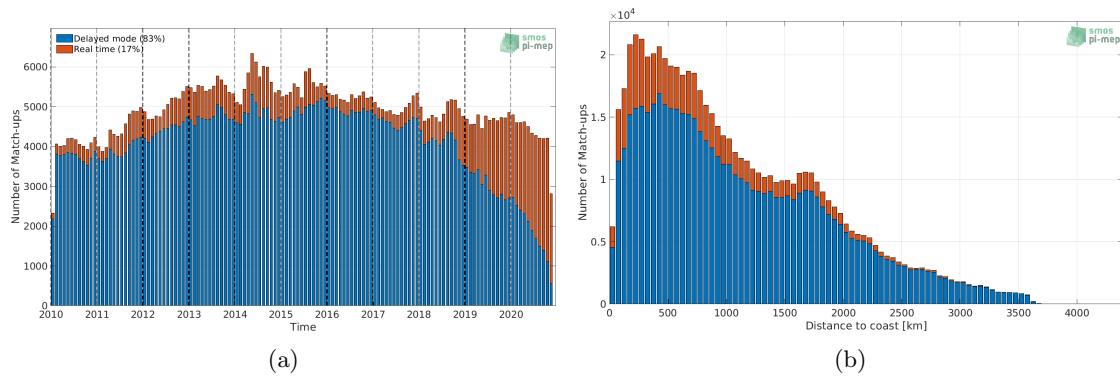 Delayed mode (83%)
Real time (17%)
smos
pi-mep
6000
5000
4000
3000
2000
1000
0
Number of Match-ups
2010 2011 2012 2013 2014 2015 2016 2017 2018 2019 2020
Time
(a)
×10⁴
smos
pi-mep
2
1.5
1
0.5
0
Number of Match-ups
0 500 1000 1500 2000 2500 3000 3500 4000
Distance to coast [km]
(b)